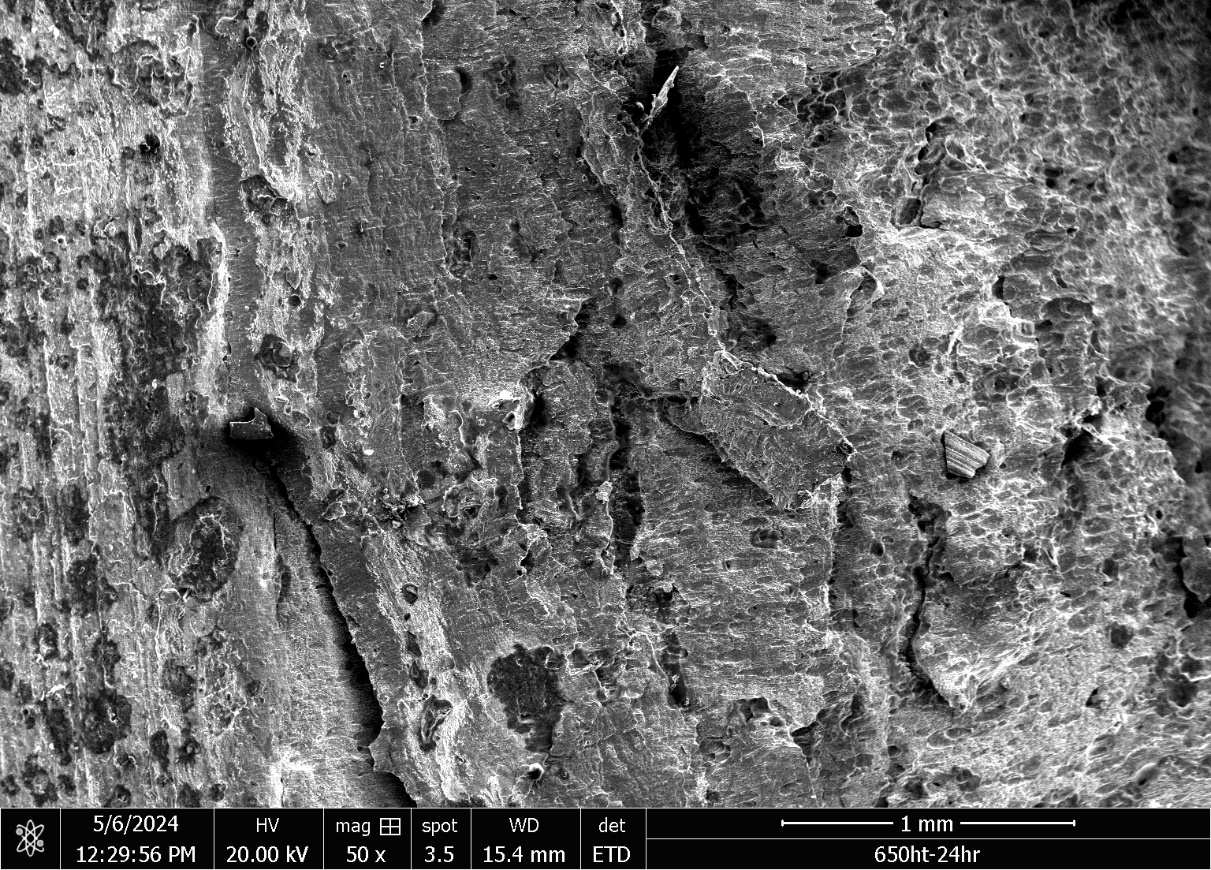 5/6/2024
12:29:56 PM
HV
20.00 kV
mag
50 x
spot
3.5
WD
15.4 mm
det
ETD
1 mm
650ht-24hr